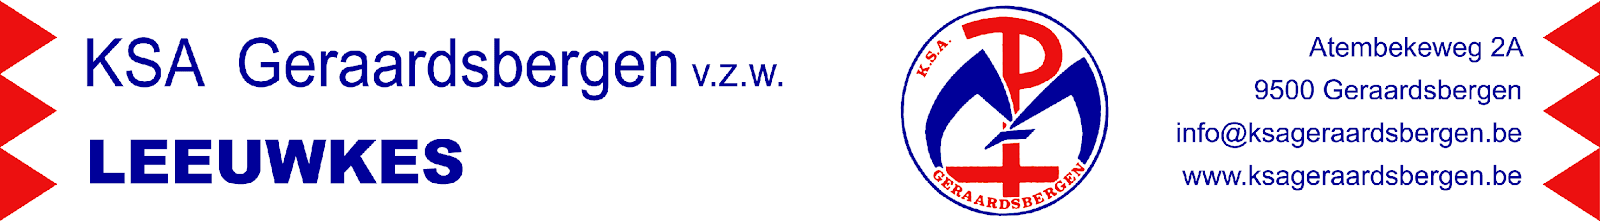 KSA Geraardsbergen v.z.w.
LEEUWKES
K.S.A.
GERAARDSBERGEN
Atembekeweg 2A
9500 Geraardsbergen
info@ksageraardsbergen.be
www.ksageraardsbergen.be